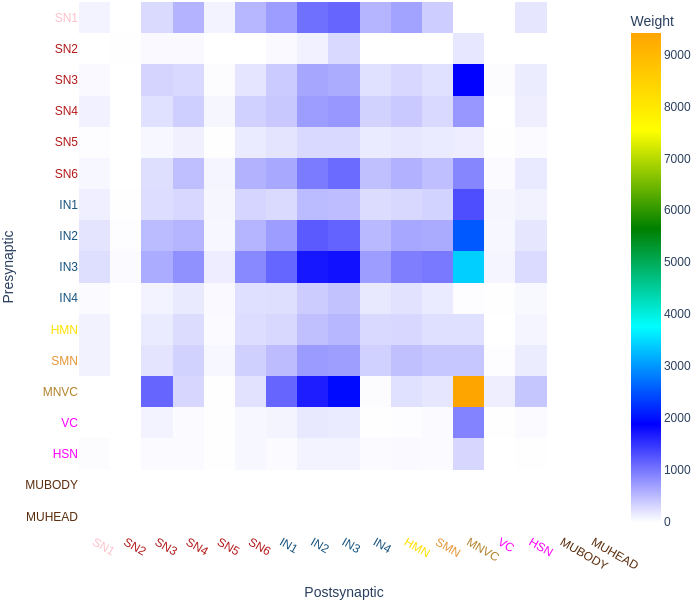 Weight
SN1
SN2
SN3
SN4
SN5
SN6
IN1
IN2
IN3
IN4
HMN
SMN
MNVC
VC
HSN
MUBODY
MUHEAD
Presynaptic
9000
8000
7000
6000
5000
4000
3000
2000
1000
0
SN1
SN2
SN3
SN4
SN5
SN6
IN1
IN2
IN3
IN4
HMN
SMN
MNVC
VC
HSN
MUBODY
MUHEAD
Postsynaptic